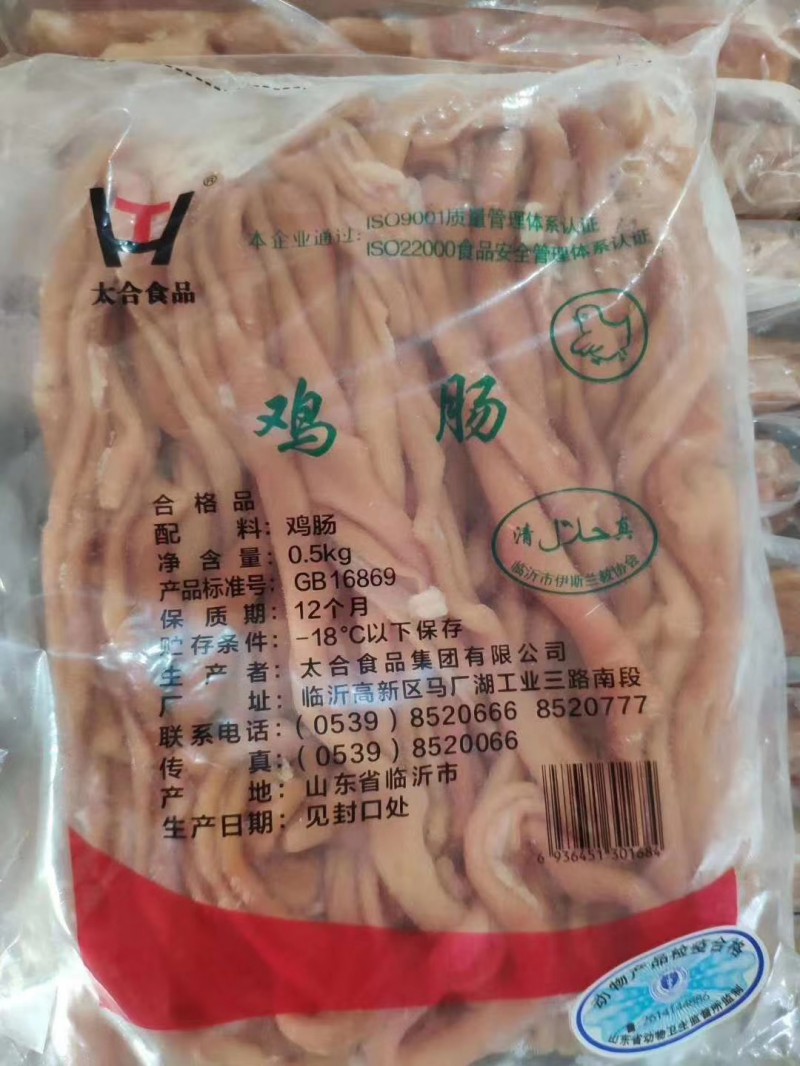 TH®
太合食品
本企业通过:
ISO9001质量管理体系认证
ISO22000食品安全管理体系认证
鸡肠
清 حلال 真
临沂市伊斯兰教协会
合格品
配料:鸡肠
净含量:0.5kg
产品标准号:GB16869
保质期:12个月
贮存条件:-18°C以下保存
生产者:太合食品集团有限公司
厂址:临沂高新区马厂湖工业三路南段
联系电话:(0539)8520666 8520777
传真:(0539)8520066
产地:山东省临沂市
生产日期:见封口处
6 936451 301684
动物产品检疫合格
山东省动物卫生监督所监制